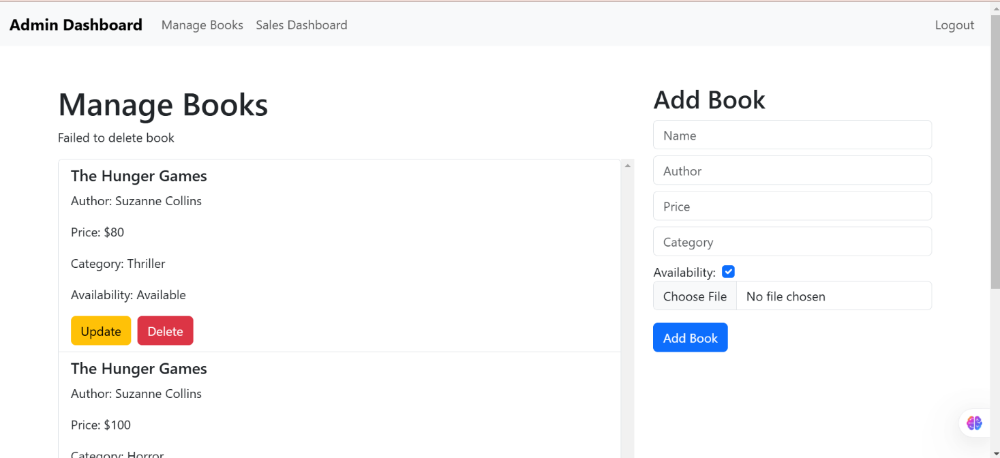 Admin Dashboard Manage Books Sales Dashboard Logout
Manage Books
Failed to delete book
The Hunger Games
Author: Suzanne Collins
Price: $80
Category: Thriller
Availability: Available
Update Delete
The Hunger Games
Author: Suzanne Collins
Price: $100
Category: Horror
Add Book
Name
Author
Price
Category
Availability:
Choose File No file chosen
Add Book